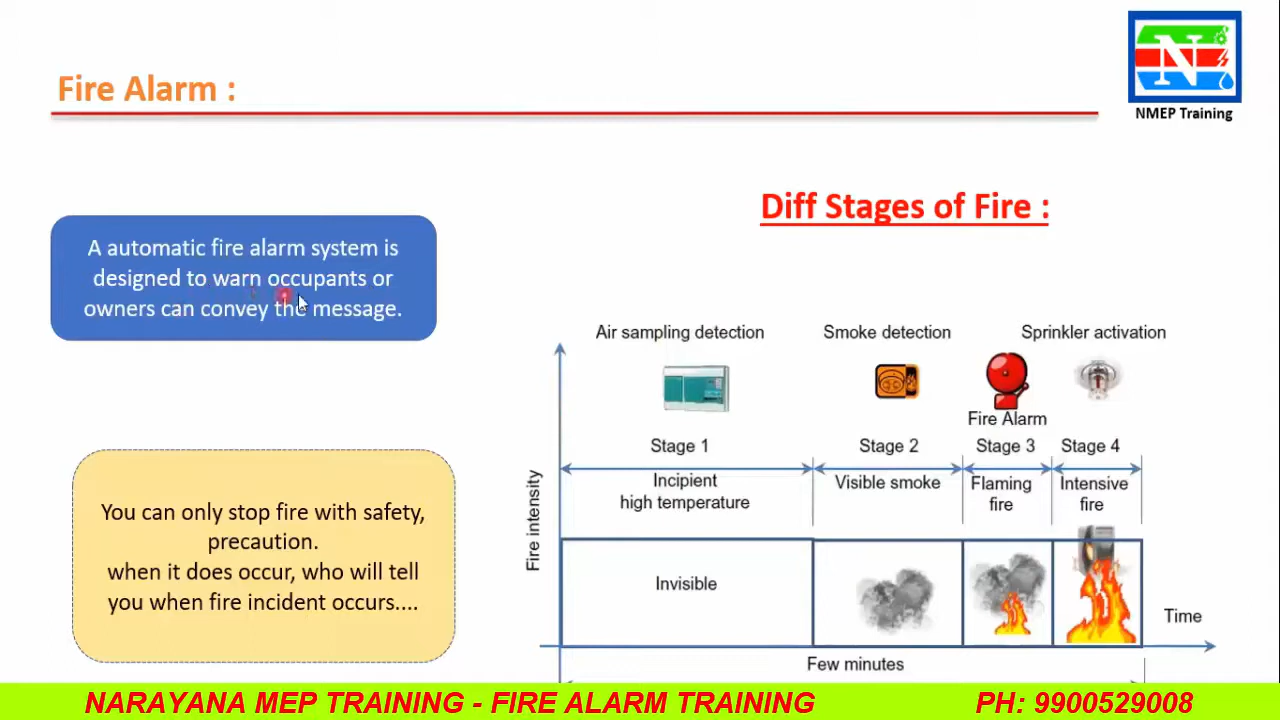 Fire Alarm :
N
NMEP Training
A automatic fire alarm system is
designed to warn occupants or
owners can convey the message.
You can only stop fire with safety,
precaution.
when it does occur, who will tell
you when fire incident occurs....
Diff Stages of Fire :
Air sampling detection
Smoke detection
Sprinkler activation
Fire Alarm
Stage 1
Stage 2
Stage 3
Stage 4
Incipient
high temperature
Visible smoke
Flaming
fire
Intensive
fire
Fire intensity
Invisible
Time
Few minutes
NARAYANA MEP TRAINING - FIRE ALARM TRAINING
PH: 9900529008